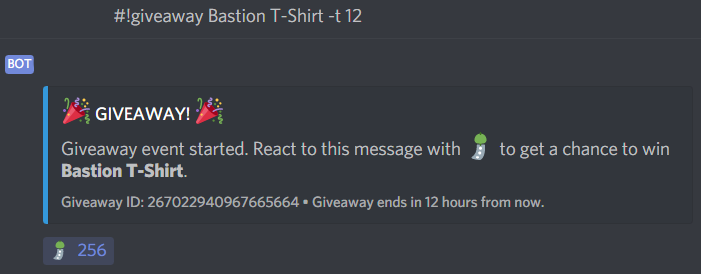 #!giveaway Bastion T-Shirt -t 12
BOT
GIVEAWAY!
Giveaway event started. React to this message with to get a chance to win
Bastion T-Shirt.
Giveaway ID: 267022940967665664 • Giveaway ends in 12 hours from now.
256